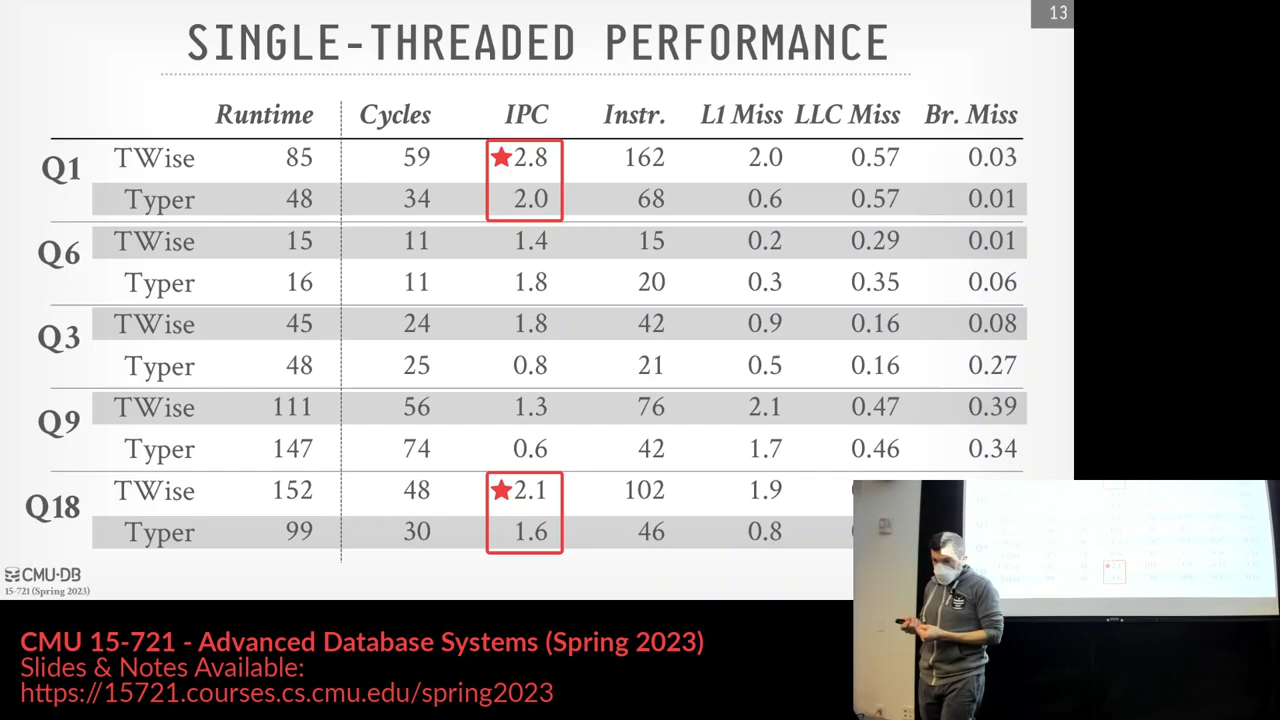 13
SINGLE-THREADED PERFORMANCE
Runtime Cycles IPC Instr. L1 Miss LLC Miss Br. Miss
Q1
TWise 85 59 ★2.8 162 2.0 0.57 0.03
Typer 48 34 2.0 68 0.6 0.57 0.01
Q6
TWise 15 11 1.4 15 0.2 0.29 0.01
Typer 16 11 1.8 20 0.3 0.35 0.06
Q3
TWise 45 24 1.8 42 0.9 0.16 0.08
Typer 48 25 0.8 21 0.5 0.16 0.27
Q9
TWise 111 56 1.3 76 2.1 0.47 0.39
Typer 147 74 0.6 42 1.7 0.46 0.34
Q18
TWise 152 48 ★2.1 102 1.9
Typer 99 30 1.6 46 0.8
CMU·DB
15-721 (Spring 2023)
CMU 15-721 - Advanced Database Systems (Spring 2023)
Slides & Notes Available:
https://15721.courses.cs.cmu.edu/spring2023